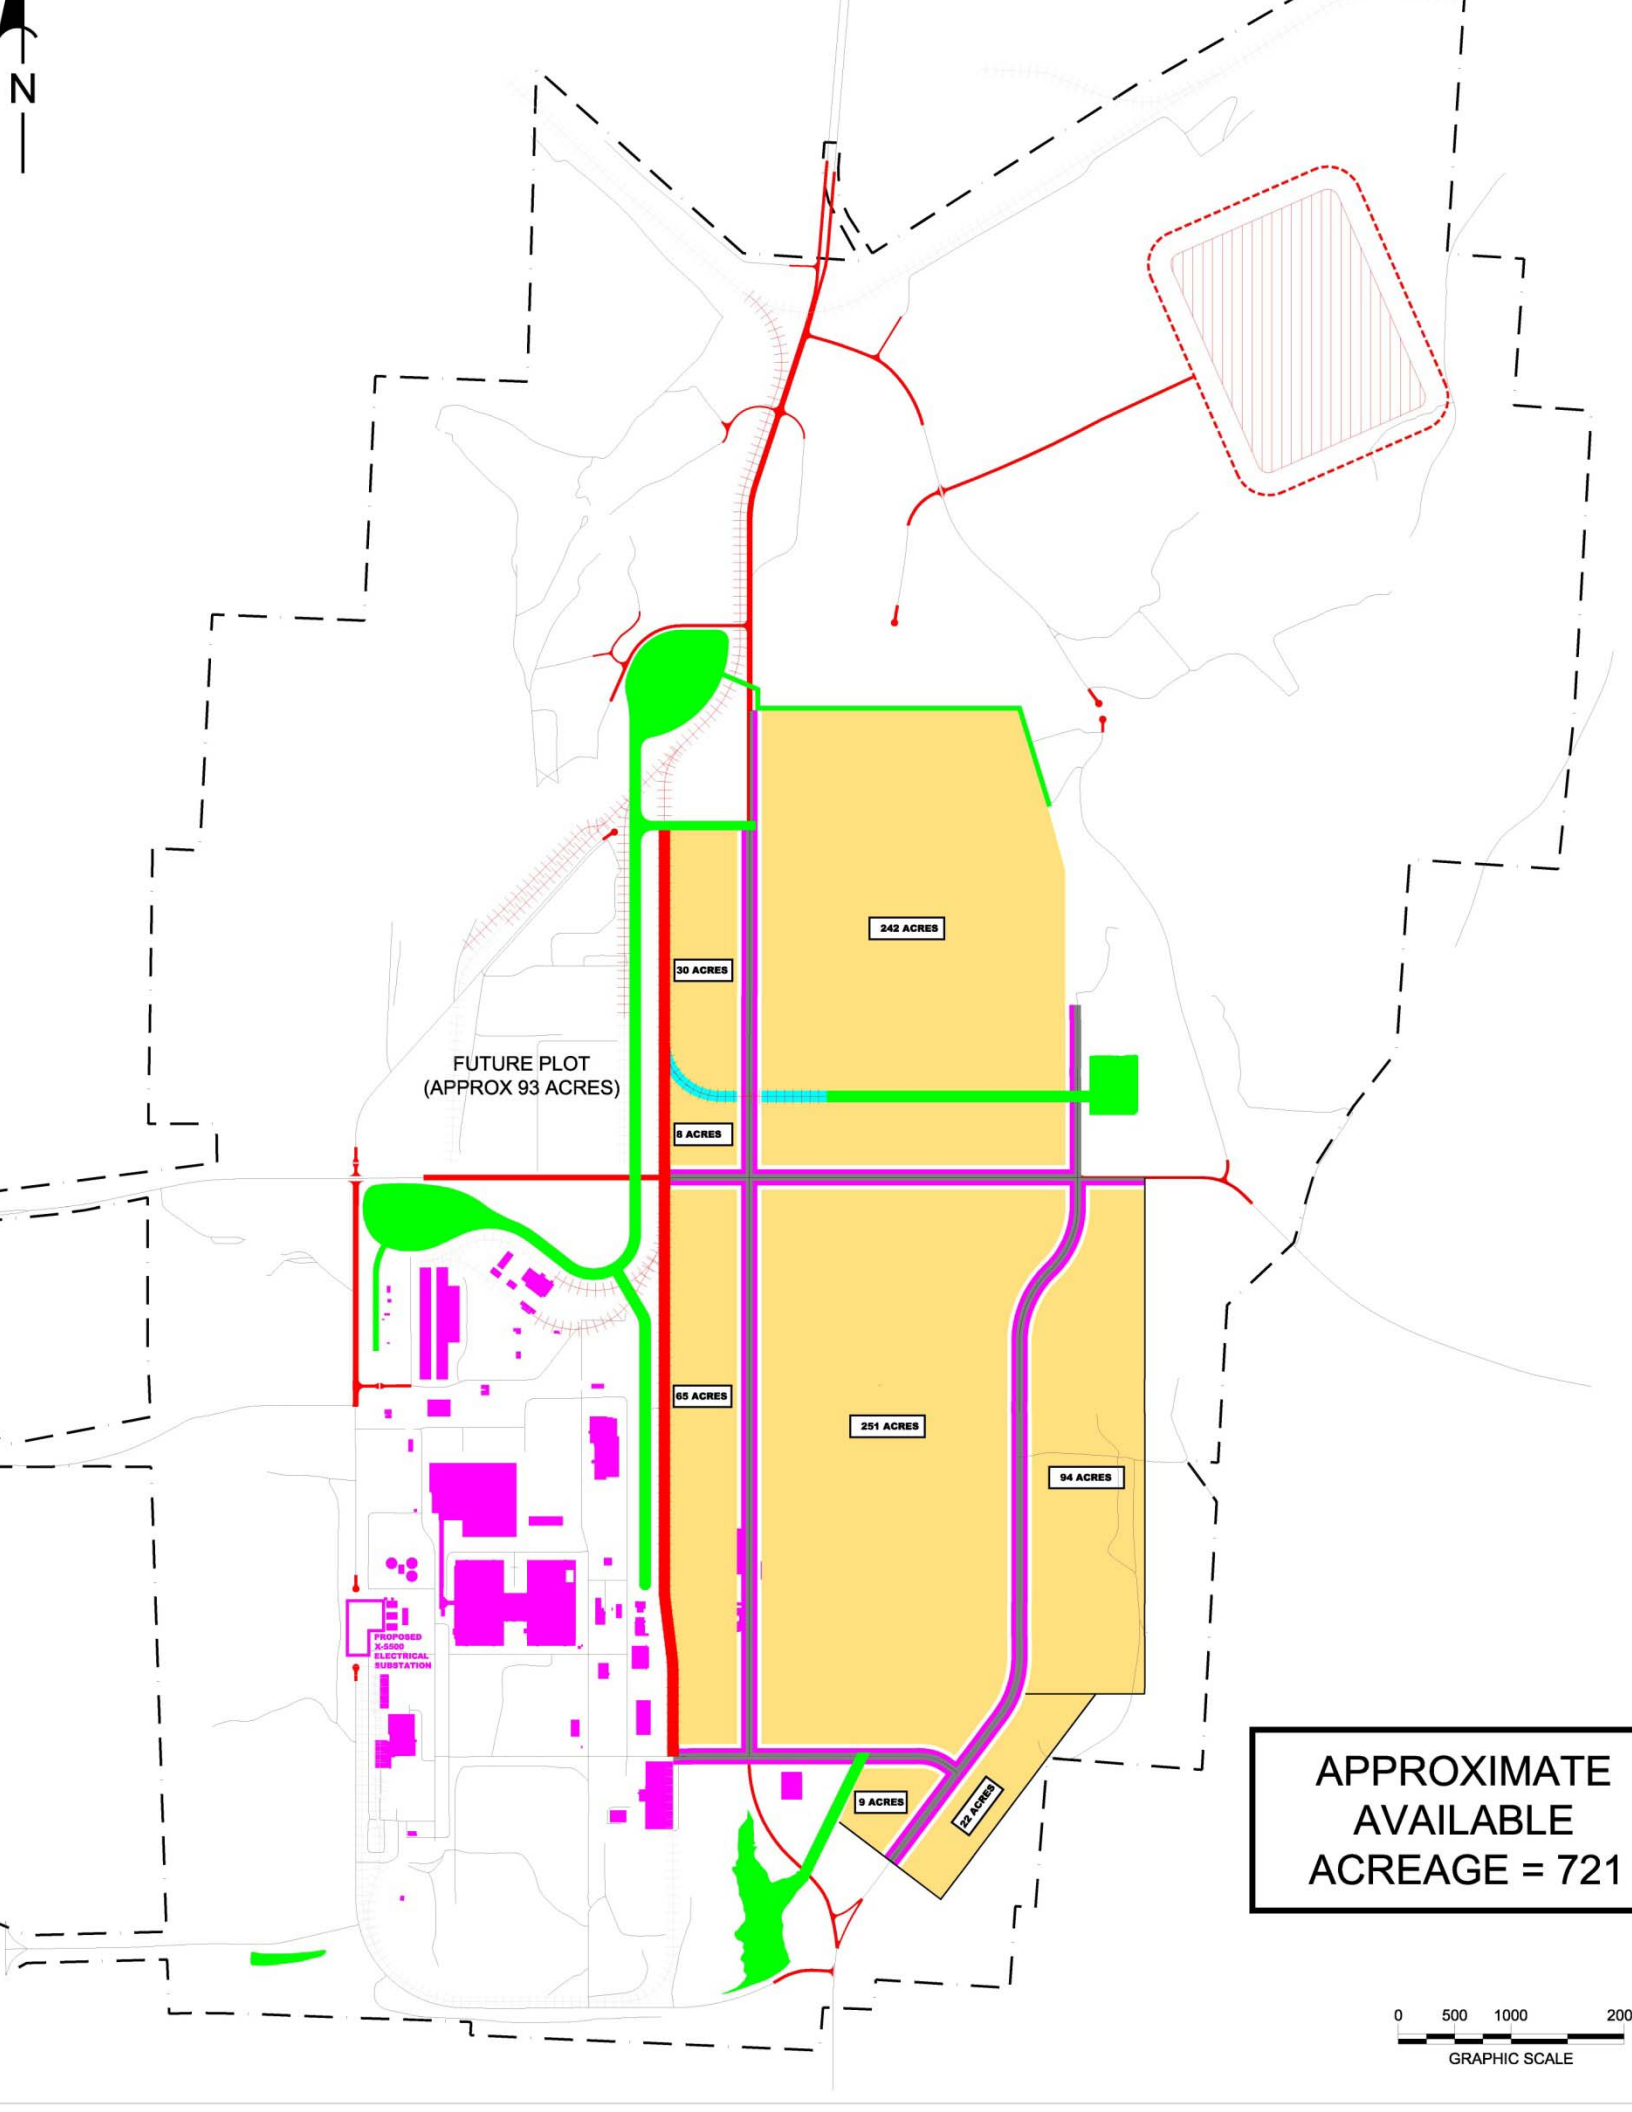 N
242 ACRES
30 ACRES
FUTURE PLOT
(APPROX 93 ACRES)
8 ACRES
65 ACRES
251 ACRES
94 ACRES
PROPOSED
X-5500
ELECTRICAL
SUBSTATION
9 ACRES
22 ACRES
APPROXIMATE
AVAILABLE
ACREAGE = 721
0 500 1000 200
GRAPHIC SCALE